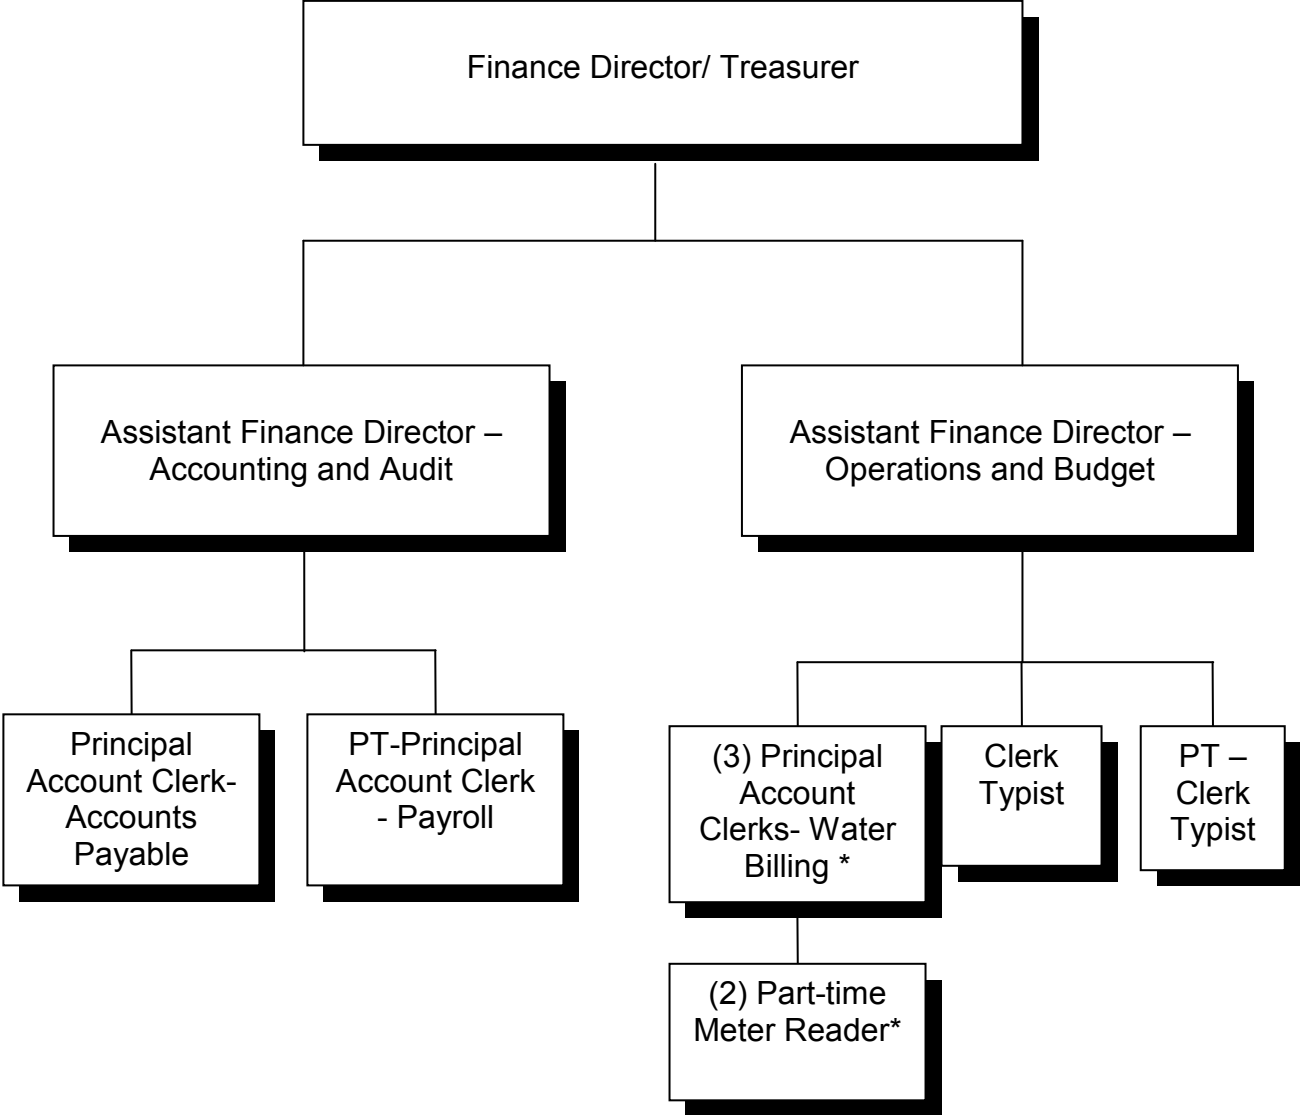 Finance Director/ Treasurer
Assistant Finance Director –
Accounting and Audit
Assistant Finance Director –
Operations and Budget
Principal
Account Clerk-
Accounts
Payable
PT-Principal
Account Clerk
- Payroll
(3) Principal
Account
Clerks- Water
Billing *
Clerk
Typist
PT –
Clerk
Typist
(2) Part-time
Meter Reader*